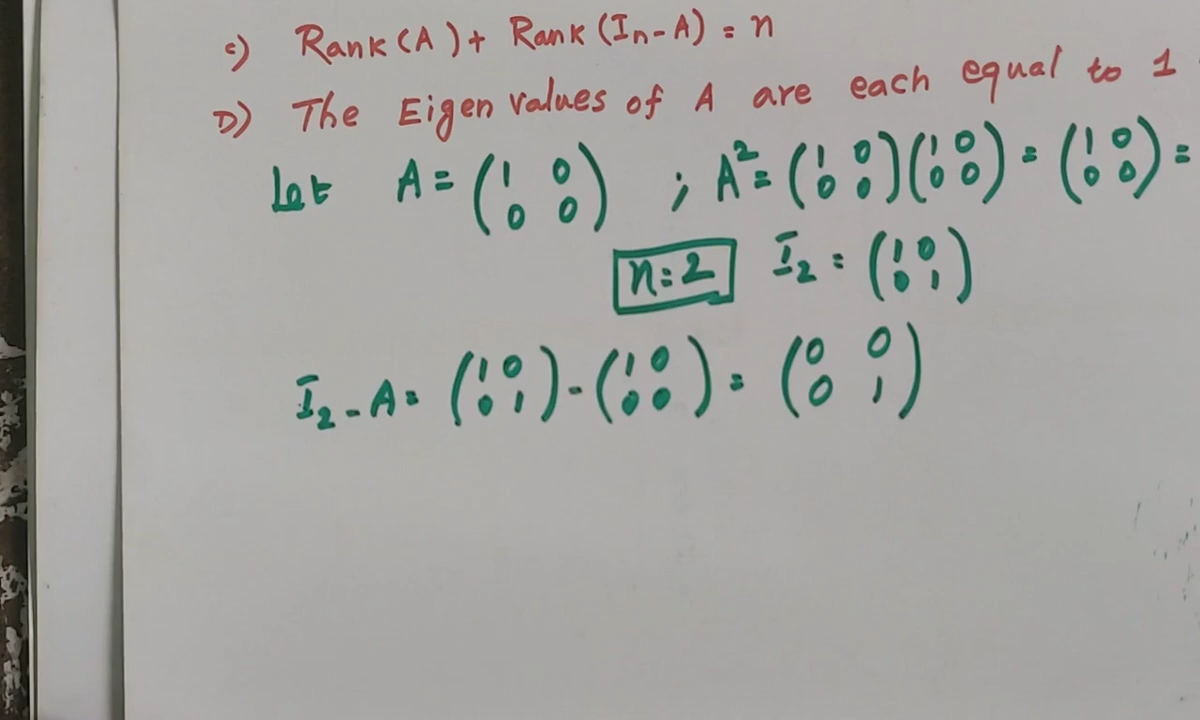 c) Rank(A)+ Rank(In-A) = n
D) The Eigen values of A are each equal to 1
Let A = (1 0 0 0) ; A² = (1 0 0 0)(1 0 0 0) = (1 0 0 0) =
n=2 I2 = (1 0 0 1)
I2 - A = (1 0 0 1) - (1 0 0 0) = (0 0 0 1)